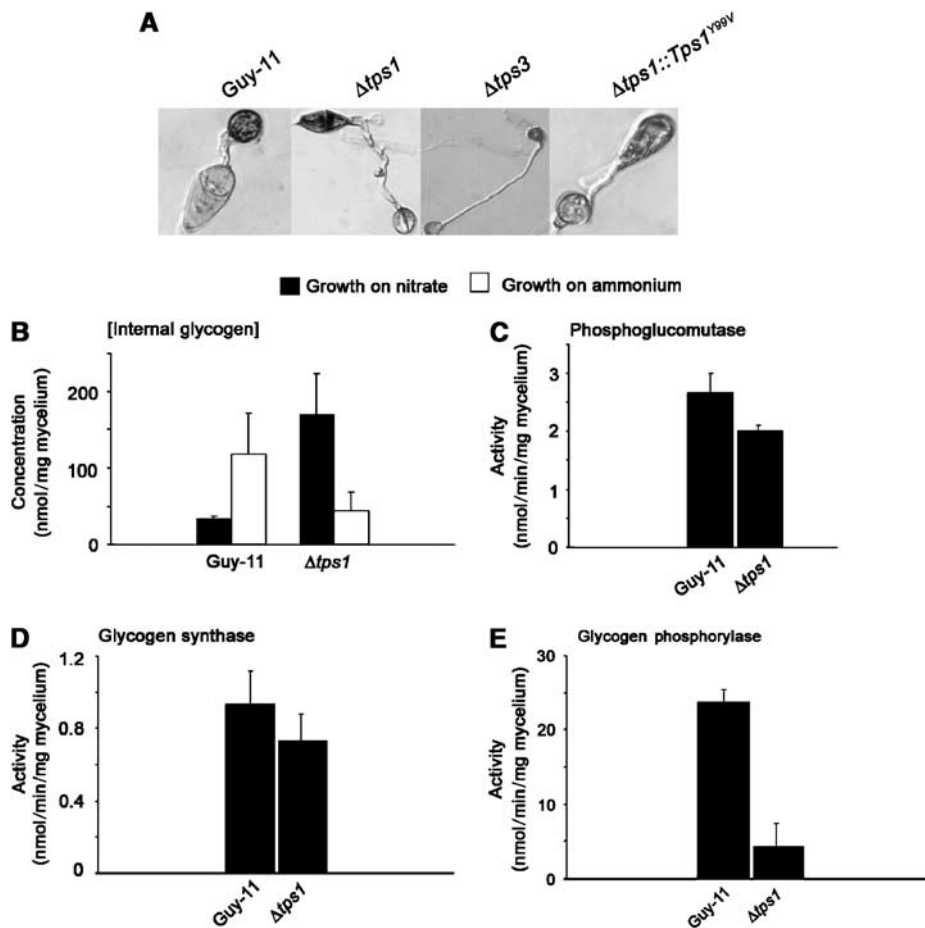 A
Guy-11
Δtps1
Δtps3
Δtps1::Tps1^Y99V
Growth on nitrate
Growth on ammonium
B
[Internal glycogen]
Concentration
(nmol/mg mycelium)
200
100
0
Guy-11
Δtps1
C
Phosphoglucomutase
Activity
(nmol/min/mg mycelium)
3
2
1
0
Guy-11
Δtps1
D
Glycogen synthase
Activity
(nmol/min/mg mycelium)
1.2
0.8
0.4
0
Guy-11
Δtps1
E
Glycogen phosphorylase
Activity
(nmol/min/mg mycelium)
30
20
10
0
Guy-11
Δtps1